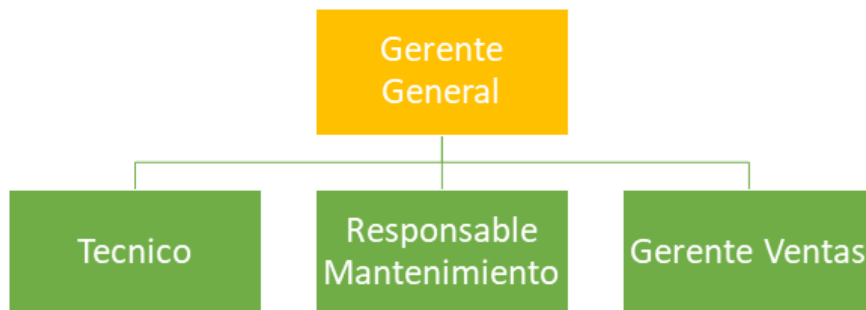 Gerente
General
Tecnico
Responsable
Mantenimiento
Gerente Ventas